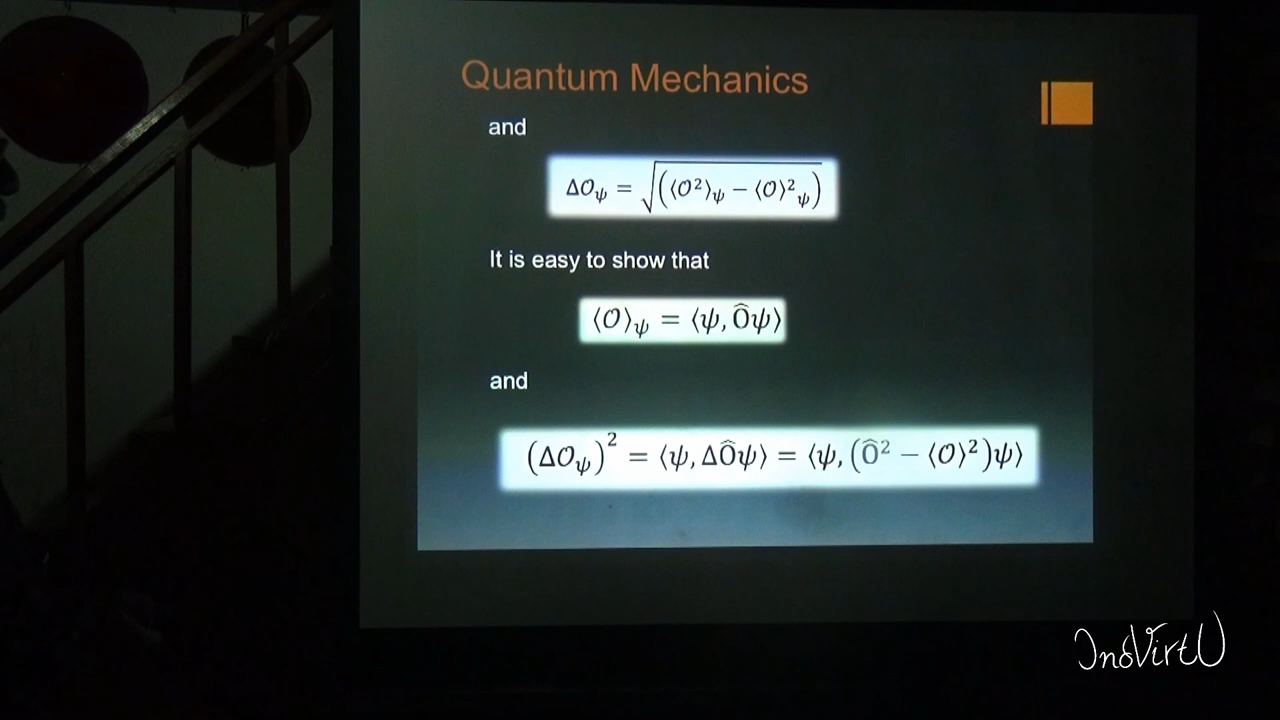 Quantum Mechanics
and
Δ𝒪_ψ = √(⟨𝒪²⟩_ψ − ⟨𝒪⟩²_ψ)
It is easy to show that
⟨𝒪⟩_ψ = ⟨ψ, Ôψ⟩
and
(Δ𝒪_ψ)² = ⟨ψ, ΔÔψ⟩ = ⟨ψ, (Ô² − ⟨𝒪⟩²)ψ⟩
InoVirtU